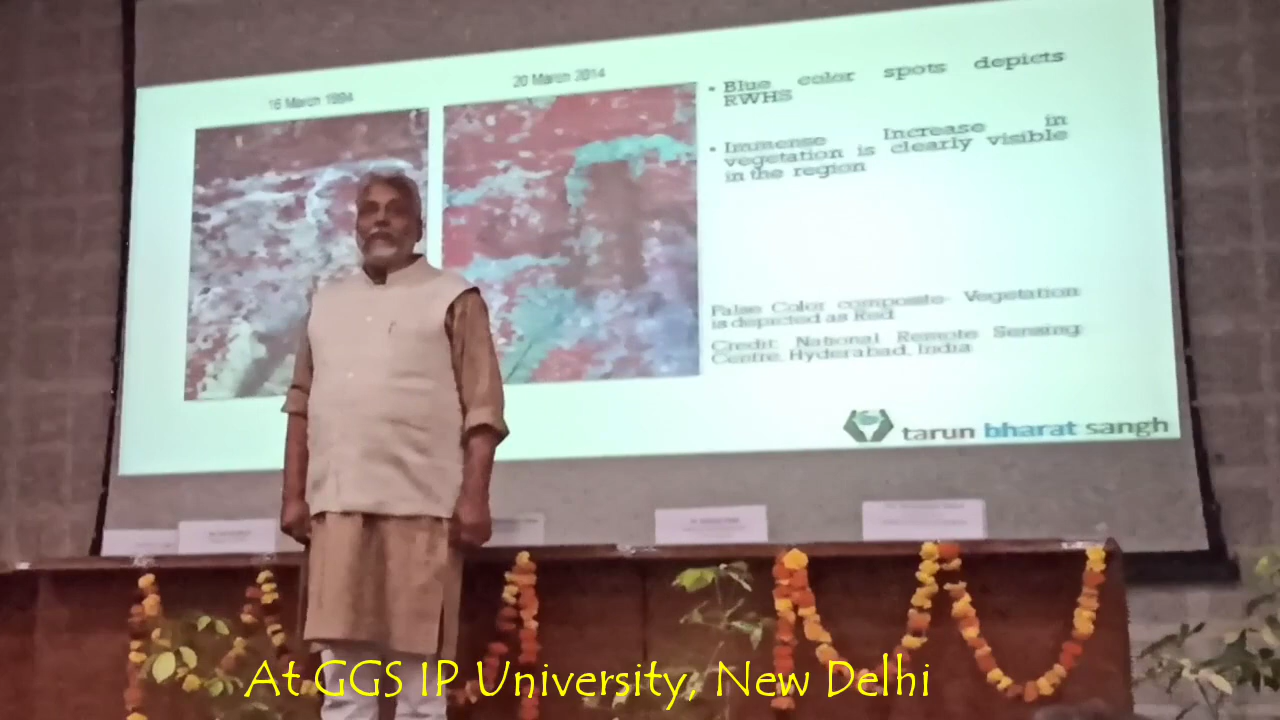 16 March 1994
20 March 2014
• Blue color spots depicts
RWHS
• Immense Increase in
vegetation is clearly visible
in the region
False Color composite- Vegetation
is depicted as Red
Credit: National Remote Sensing
Centre, Hyderabad, India
tarun bharat sangh
At GGS IP University, New Delhi